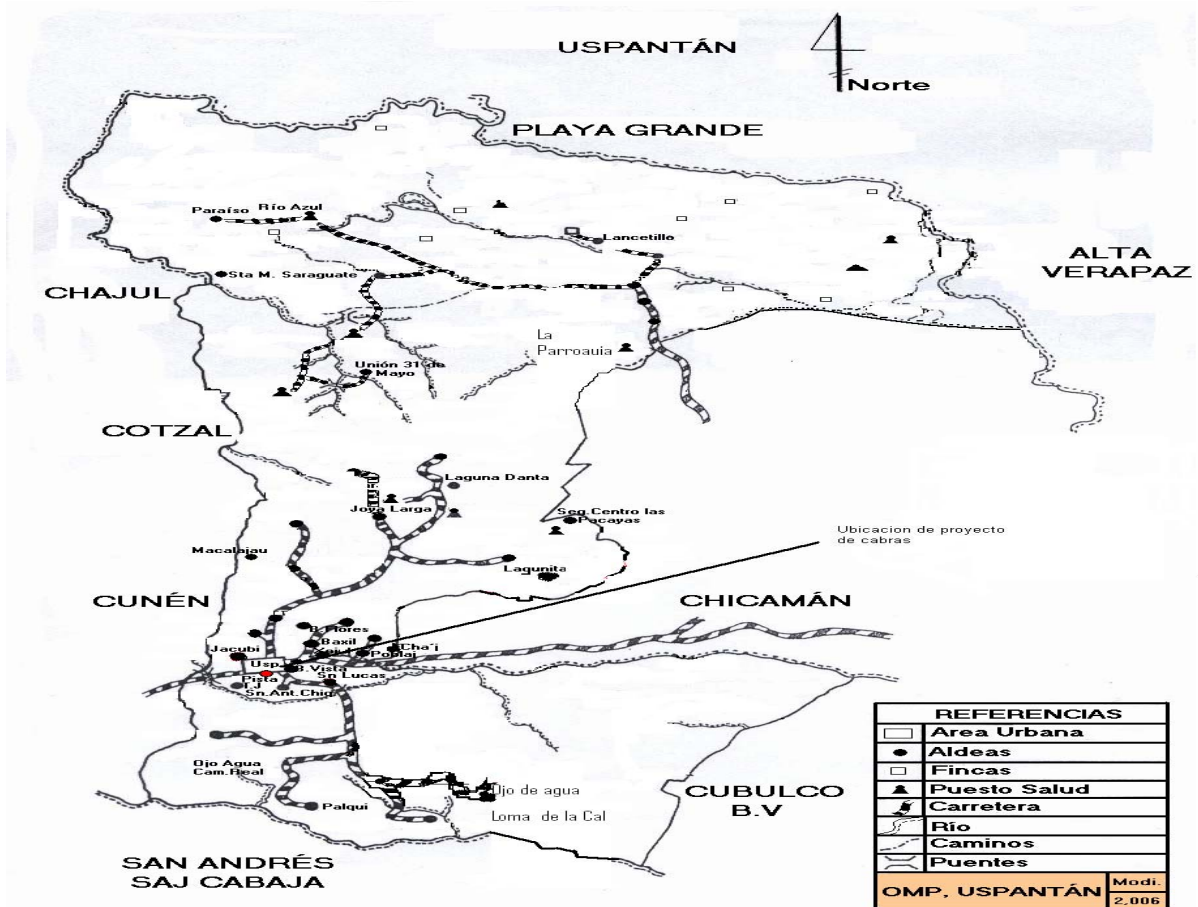 USPANTÁN
Norte
PLAYA GRANDE
Paraíso
Río Azul
Lancetillo
ALTA
VERAPAZ
Sta M. Saraguate
CHAJUL
La
Parroauia
Unión 31 de
Mayo
COTZAL
Laguna Danta
Joya Larga
Seg.Centro las
Pacayas
Ubicacion de proyecto
de cabras
Macalajau
Lagunita
CUNÉN
CHICAMÁN
B.Flores
Baxil
Jacubi
Cha´j
Poblaj
Usp.
B.Vista
Pista
Sn Lucas
Sn.Ant.Chiq
Ojo Agua
Cam.Real
Palqui
Ojo de agua
Loma de la Cal
CUBULCO
B.V
SAN ANDRÉS
SAJ CABAJA
REFERENCIAS
Area Urbana
Aldeas
Fincas
Puesto Salud
Carretera
Río
Caminos
Puentes
OMP, USPANTÁN
Modi.
2,006